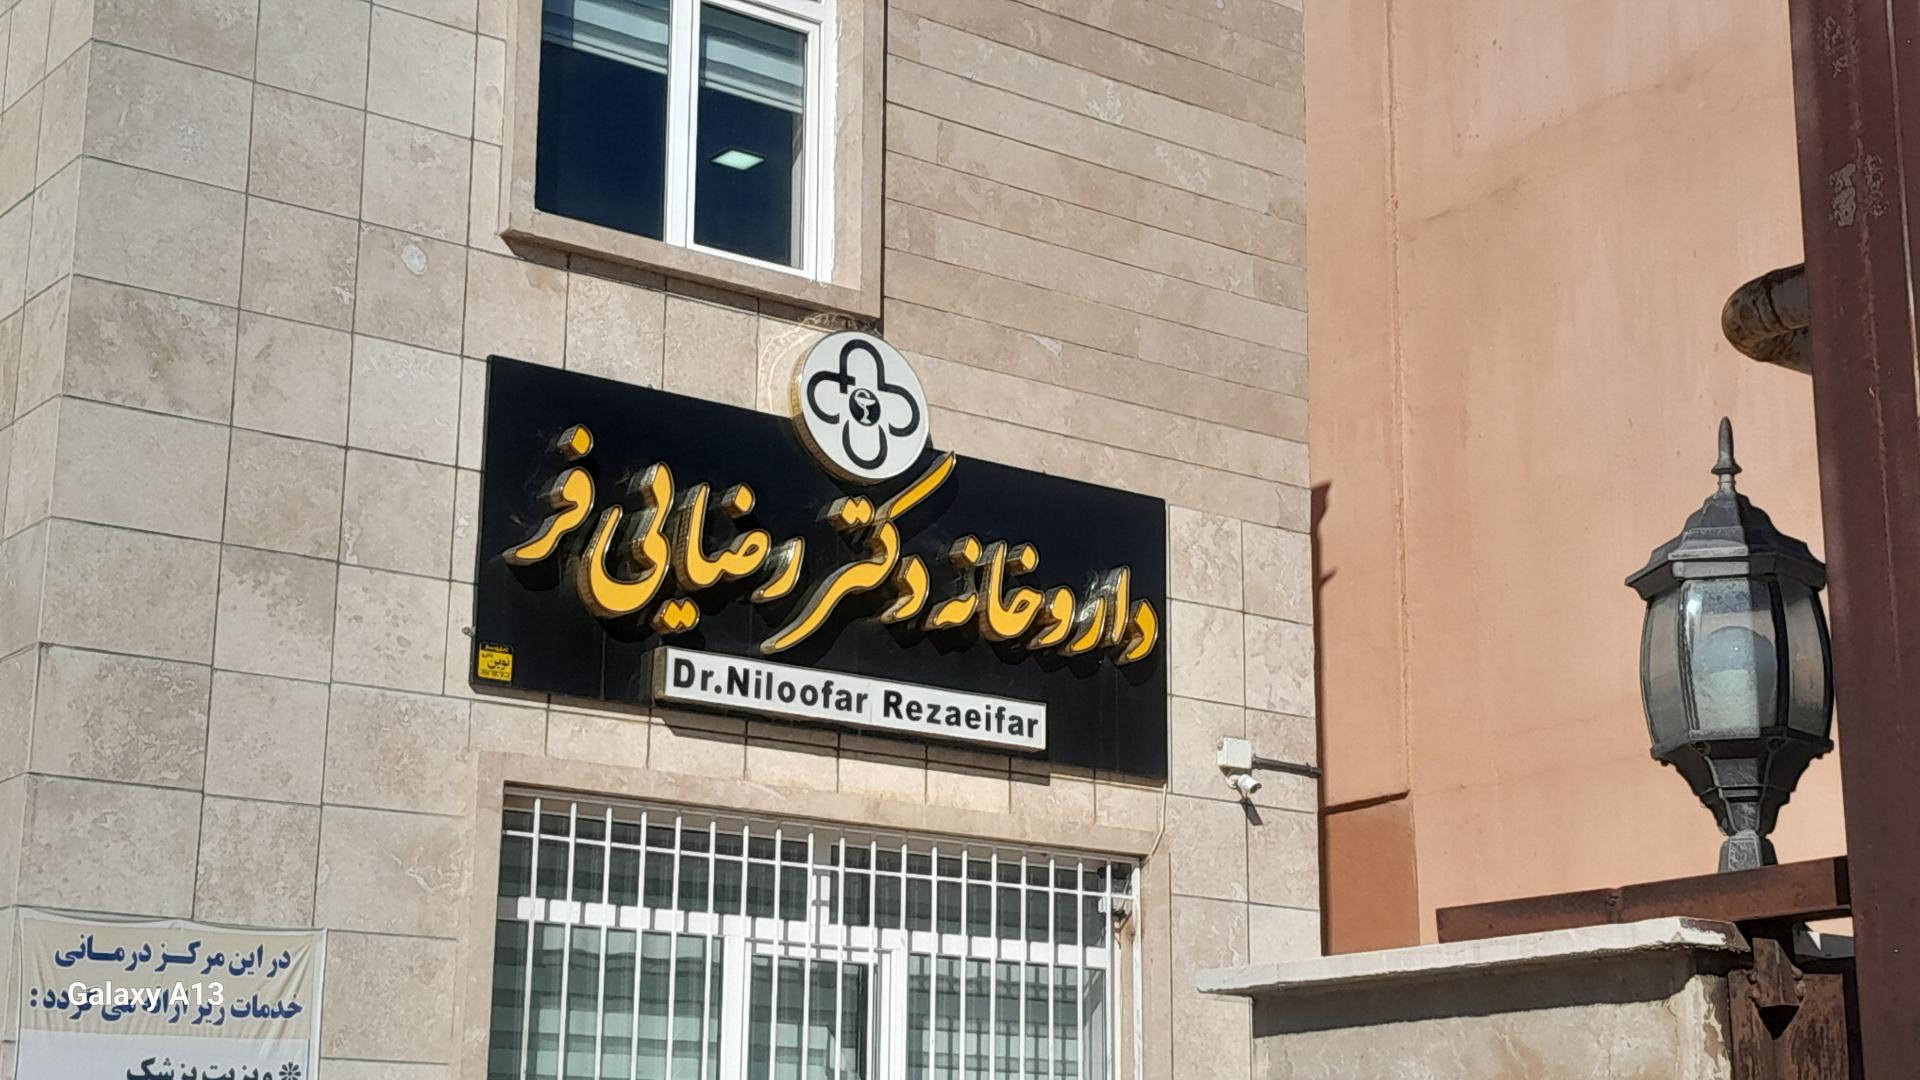 داروخانه دکتر رضایی فر
Dr.Niloofar Rezaeifar
نوین
در این مرکز درمانی
خدمات زیر ارائه می گردد:
❊ ویزیت پزشک
Galaxy A13